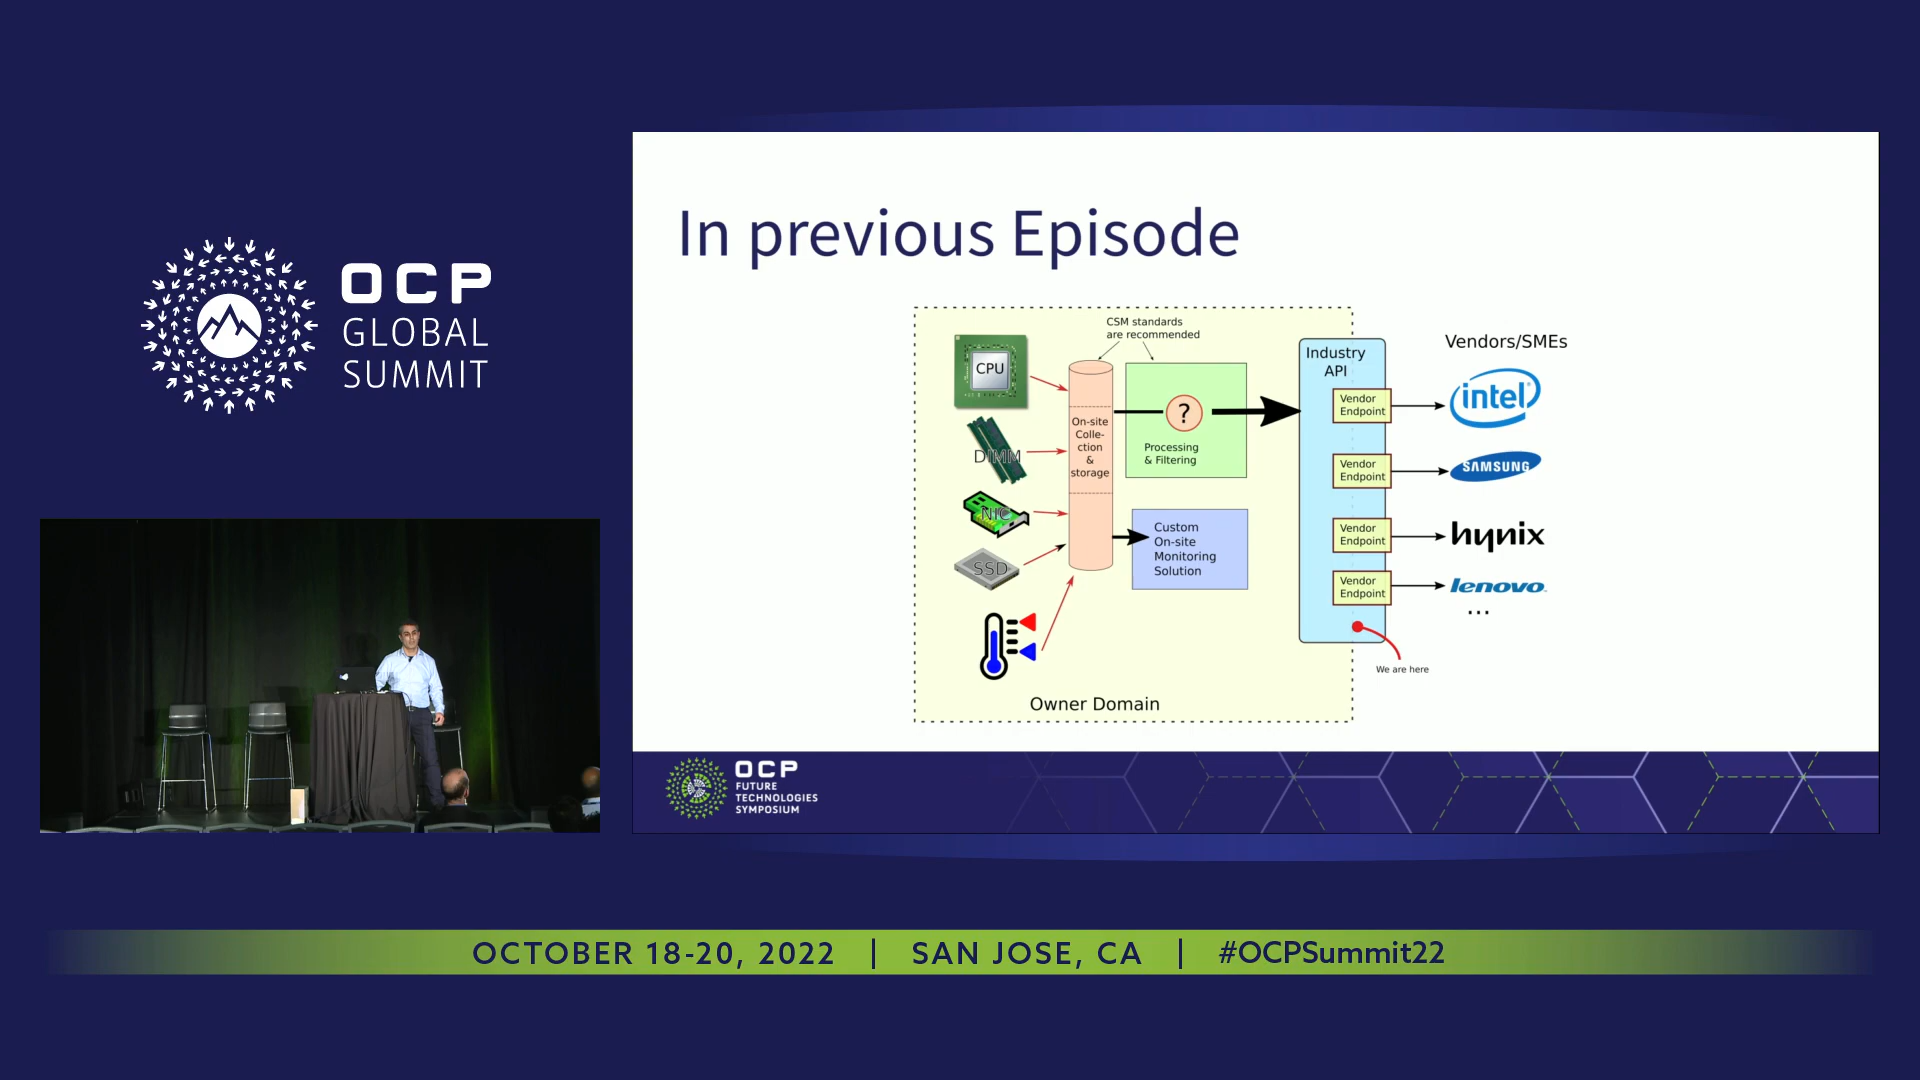 OCP
GLOBAL
SUMMIT
In previous Episode
CSM standards
are recommended
CPU
DIMM
NIC
SSD
On-site
Colle-
ction
&
storage
?
Processing
& Filtering
Custom
On-site
Monitoring
Solution
Owner Domain
Industry
API
Vendor
Endpoint
Vendor
Endpoint
Vendor
Endpoint
Vendor
Endpoint
We are here
Vendors/SMEs
intel
SAMSUNG
hynix
lenovo
...
OCP
FUTURE
TECHNOLOGIES
SYMPOSIUM
OCTOBER 18-20, 2022 | SAN JOSE, CA | #OCPSummit22